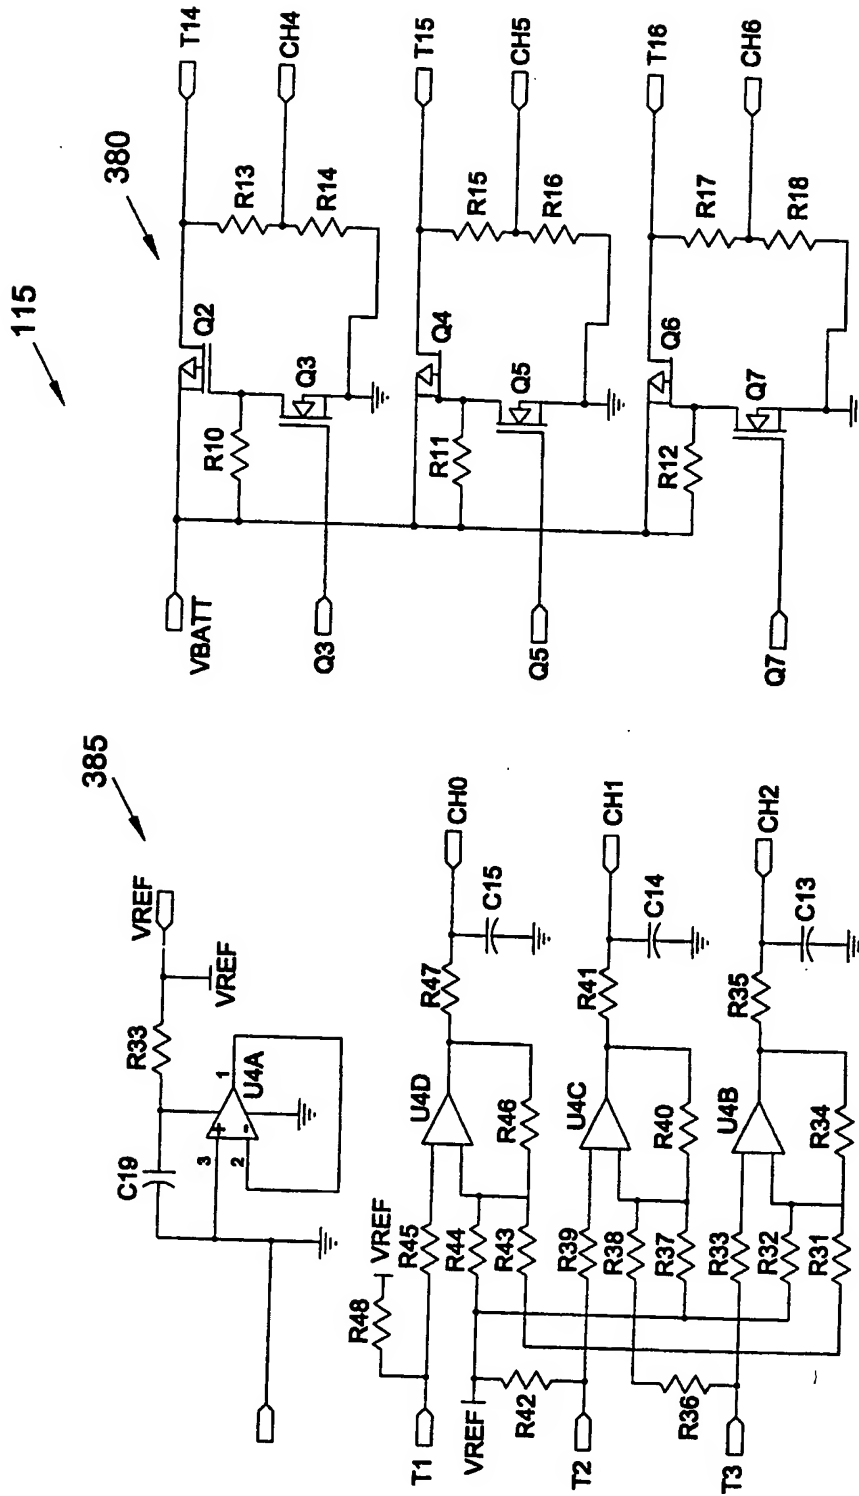 115
380
T14
CH4
R13
R14
Q2
Q3
R10
VBATT
Q3
T15
CH5
R15
R16
Q4
Q5
R11
Q5
T16
CH6
R17
R18
Q6
Q7
R12
Q7
385
VREF
VREF
R33
C19
3
2
1
U4A
+
-
VREF
R48
T1
R45
R44
R43
U4D
R46
R47
C15
CH0
VREF
R42
T2
R39
R38
R37
U4C
R40
R41
C14
CH1
R36
T3
R33
R32
R31
U4B
R34
R35
C13
CH2